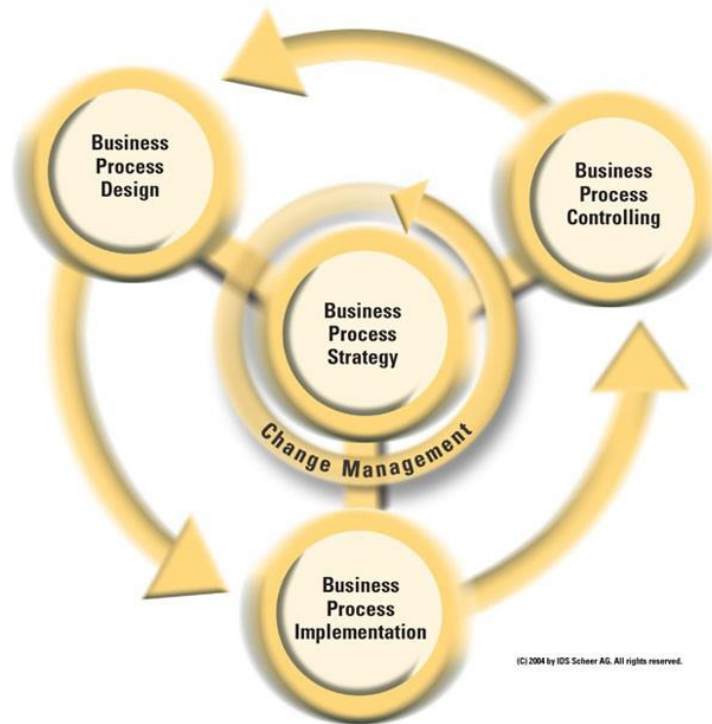 Business
Process
Design
Business
Process
Controlling
Business
Process
Strategy
Change Management
Business
Process
Implementation
(C) 2004 by IDS Scheer AG. All rights reserved.